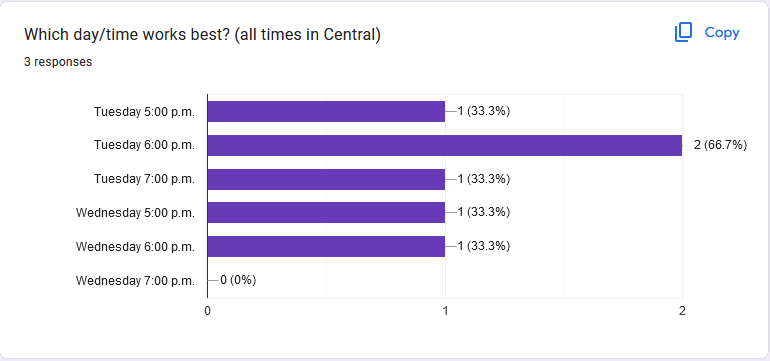 Which day/time works best? (all times in Central)
Copy
3 responses
Tuesday 5:00 p.m. 1 (33.3%)
Tuesday 6:00 p.m. 2 (66.7%)
Tuesday 7:00 p.m. 1 (33.3%)
Wednesday 5:00 p.m. 1 (33.3%)
Wednesday 6:00 p.m. 1 (33.3%)
Wednesday 7:00 p.m. 0 (0%)
0 1 2